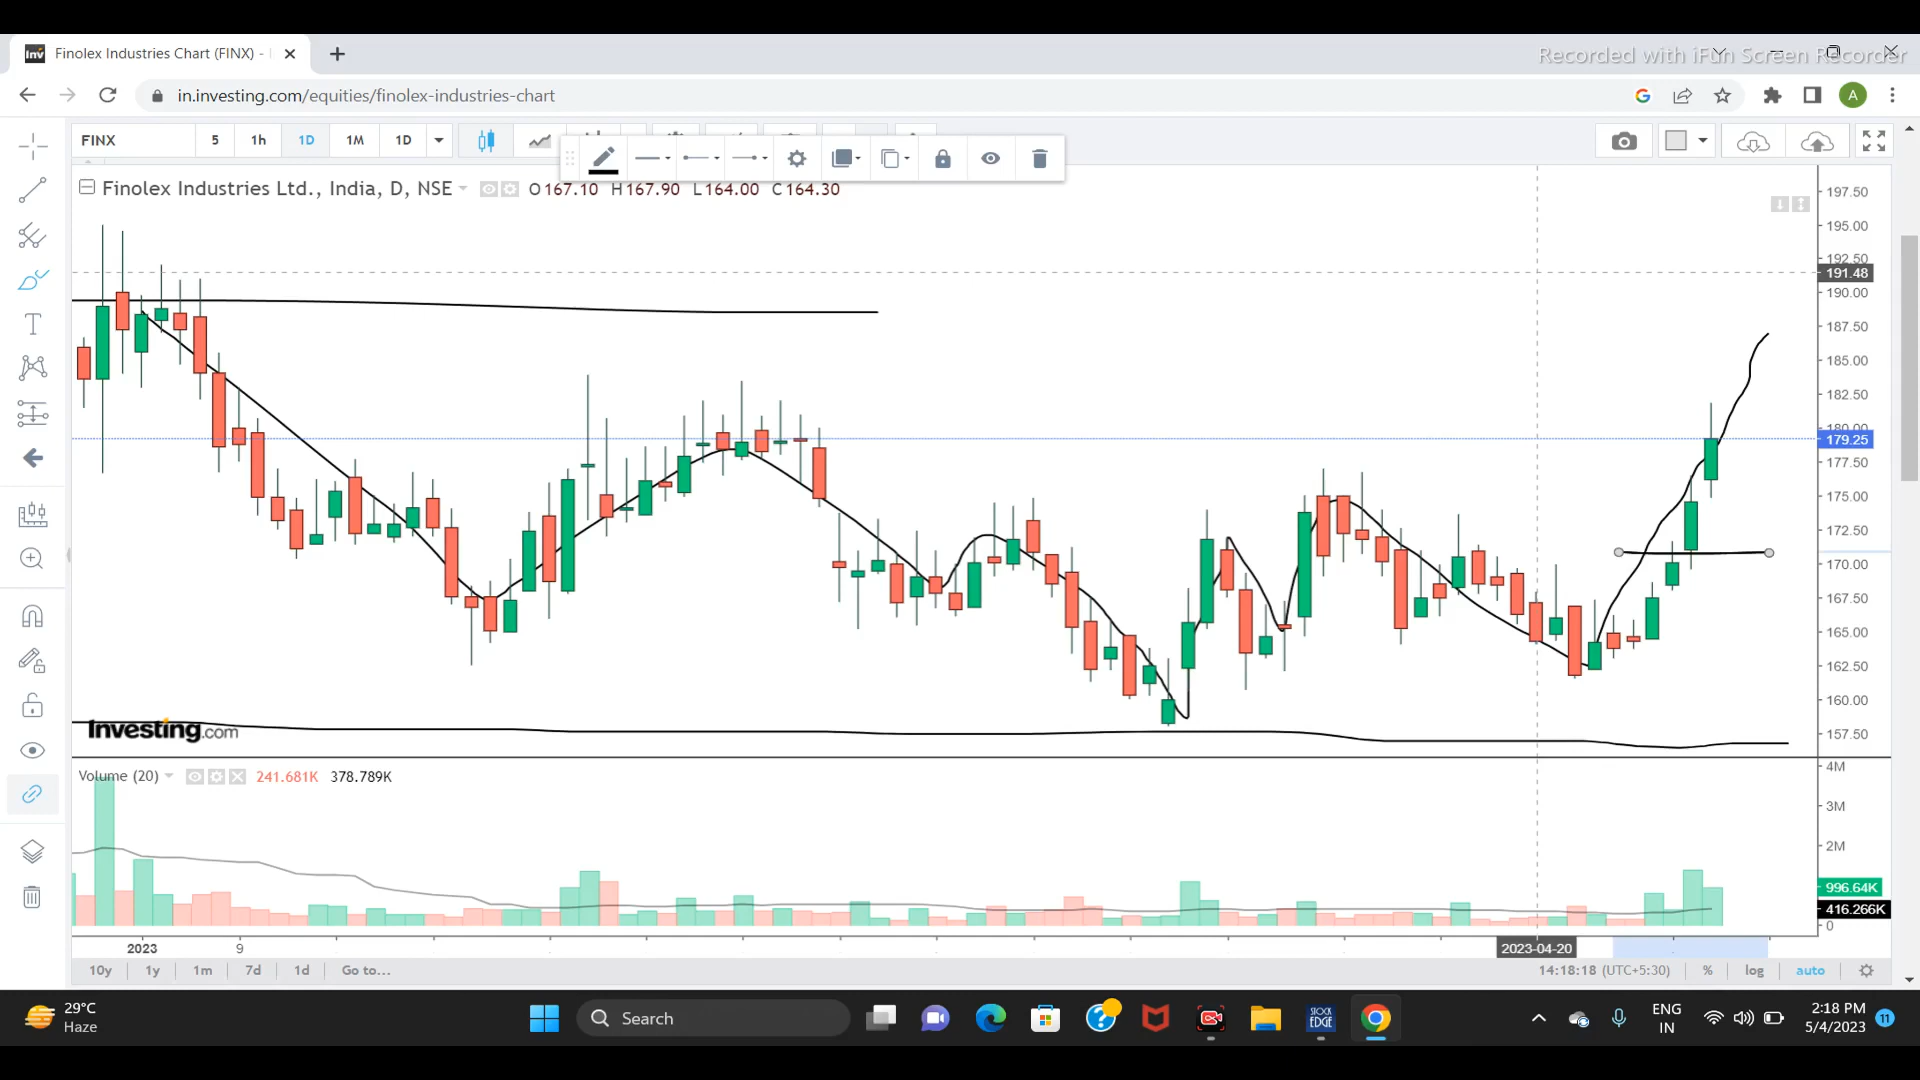 Finolex Industries Chart (FINX) -
Recorded with iFun Screen Recorder
in.investing.com/equities/finolex-industries-chart
A
FINX 5 1h 1D 1M 1D
Finolex Industries Ltd., India, D, NSE O 167.10 H 167.90 L 164.00 C 164.30
197.50
195.00
192.50
191.48
190.00
187.50
185.00
182.50
180.00
179.25
177.50
175.00
172.50
170.00
167.50
165.00
162.50
160.00
157.50
Investing.com
Volume (20) 241.681K 378.789K
4M
3M
2M
996.64K
416.266K
0
2023 9 2023-04-20
10y 1y 1m 7d 1d Go to... 14:18:18 (UTC+5:30) % log auto
29°C
Haze
Search
STOCK
EDGE
ENG
IN
2:18 PM
5/4/2023
11